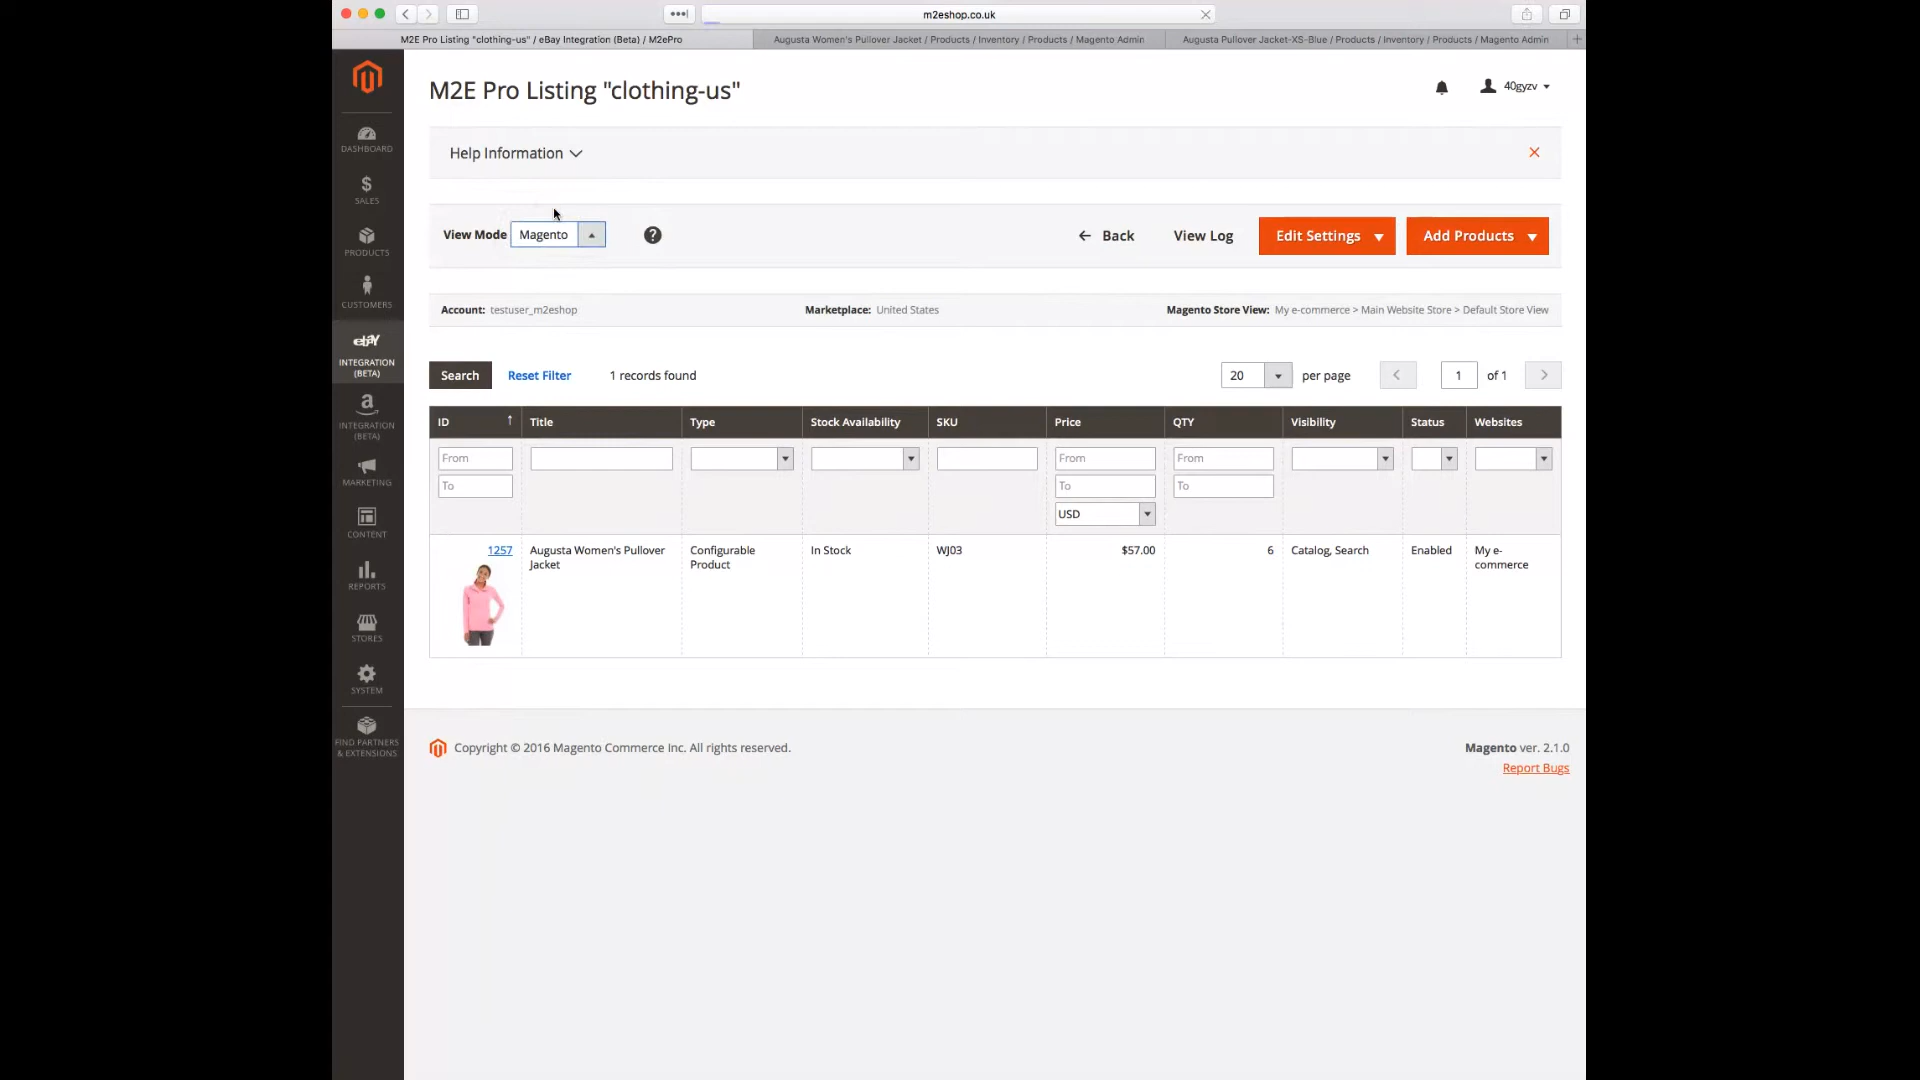 m2eshop.co.uk
M2E Pro Listing "clothing-us" / eBay Integration (Beta) / M2ePro
Augusta Women's Pullover Jacket / Products / Inventory / Products / Magento Admin
Augusta Pullover Jacket-XS-Blue / Products / Inventory / Products / Magento Admin
M2E Pro Listing "clothing-us"
40gyzv
Help Information
View Mode Magento
Back
View Log
Edit Settings
Add Products
Account: testuser_m2eshop
Marketplace: United States
Magento Store View: My e-commerce > Main Website Store > Default Store View
Search
Reset Filter
1 records found
20 per page
1 of 1
ID Title Type Stock Availability SKU Price QTY Visibility Status Websites
From From From
To To To
USD
1257 Augusta Women's Pullover Configurable In Stock WJ03 $57.00 6 Catalog, Search Enabled My e-
Jacket Product commerce
DASHBOARD
SALES
PRODUCTS
CUSTOMERS
ebay
INTEGRATION
(BETA)
a
INTEGRATION
(BETA)
MARKETING
CONTENT
REPORTS
STORES
SYSTEM
FIND PARTNERS
& EXTENSIONS
Copyright © 2016 Magento Commerce Inc. All rights reserved.
Magento ver. 2.1.0
Report Bugs